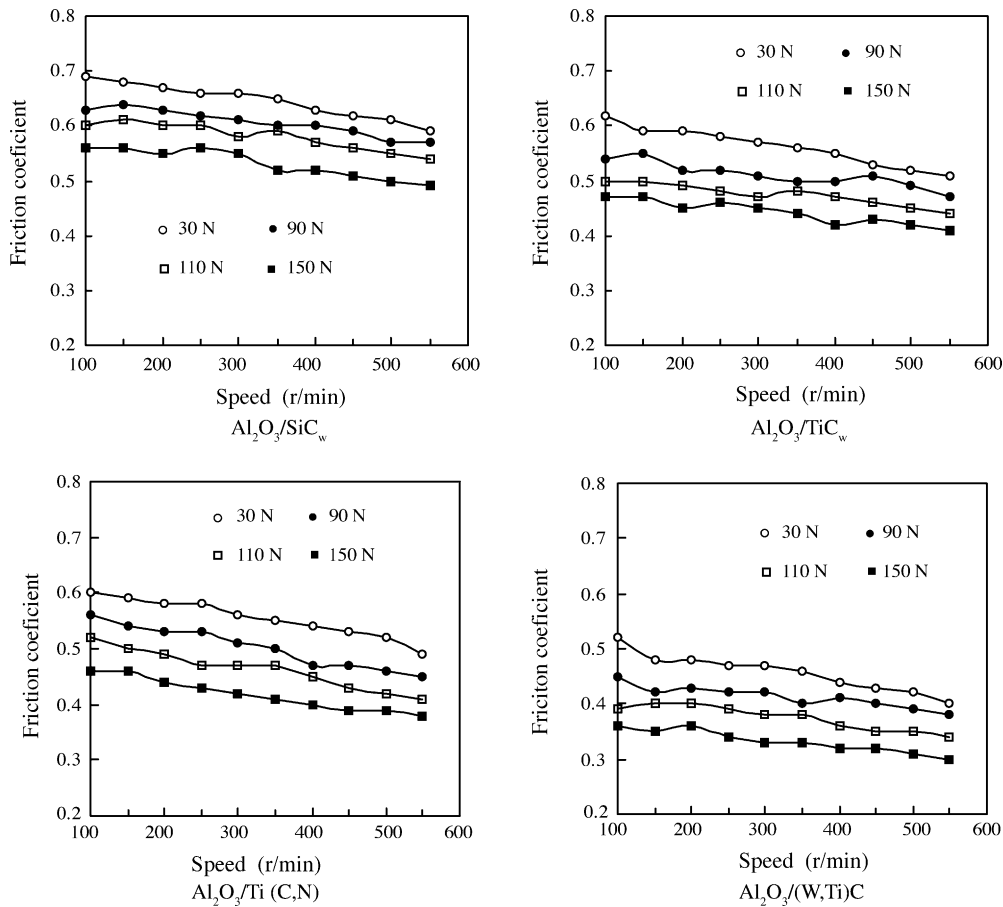 0.8
0.7
0.6
0.5
0.4
0.3
0.2
Friction coeficient
30 N 90 N
110 N 150 N
100 200 300 400 500 600
Speed (r/min)
Al₂O₃/SiC_w
0.8
0.7
0.6
0.5
0.4
0.3
0.2
Friction coeficient
30 N 90 N
110 N 150 N
100 200 300 400 500 600
Speed (r/min)
Al₂O₃/TiC_w
0.8
0.7
0.6
0.5
0.4
0.3
0.2
Friction coeficient
30 N 90 N
110 N 150 N
100 200 300 400 500 600
Speed (r/min)
Al₂O₃/Ti (C,N)
0.8
0.7
0.6
0.5
0.4
0.3
0.2
Friciton coeficient
30 N 90 N
110 N 150 N
100 200 300 400 500 600
Speed (r/min)
Al₂O₃/(W,Ti)C